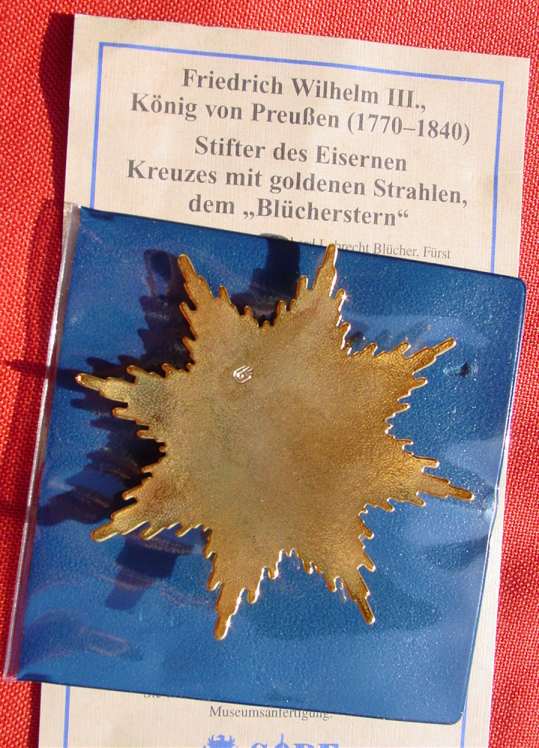 Friedrich Wilhelm III.,
König von Preußen (1770–1840)
Stifter des Eisernen
Kreuzes mit goldenen Strahlen,
dem „Blücherstern“
Blücher, Fürst
Museumsanfertigung.